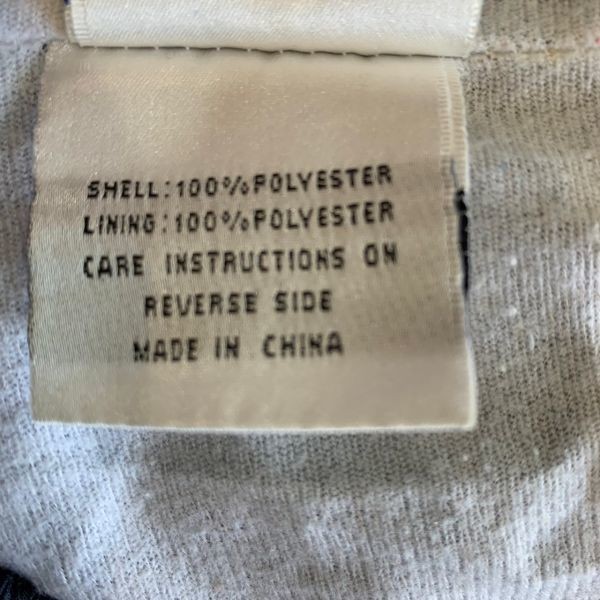 SHELL:100%POLYESTER
LINING:100%POLYESTER
CARE INSTRUCTIONS ON
REVERSE SIDE
MADE IN CHINA